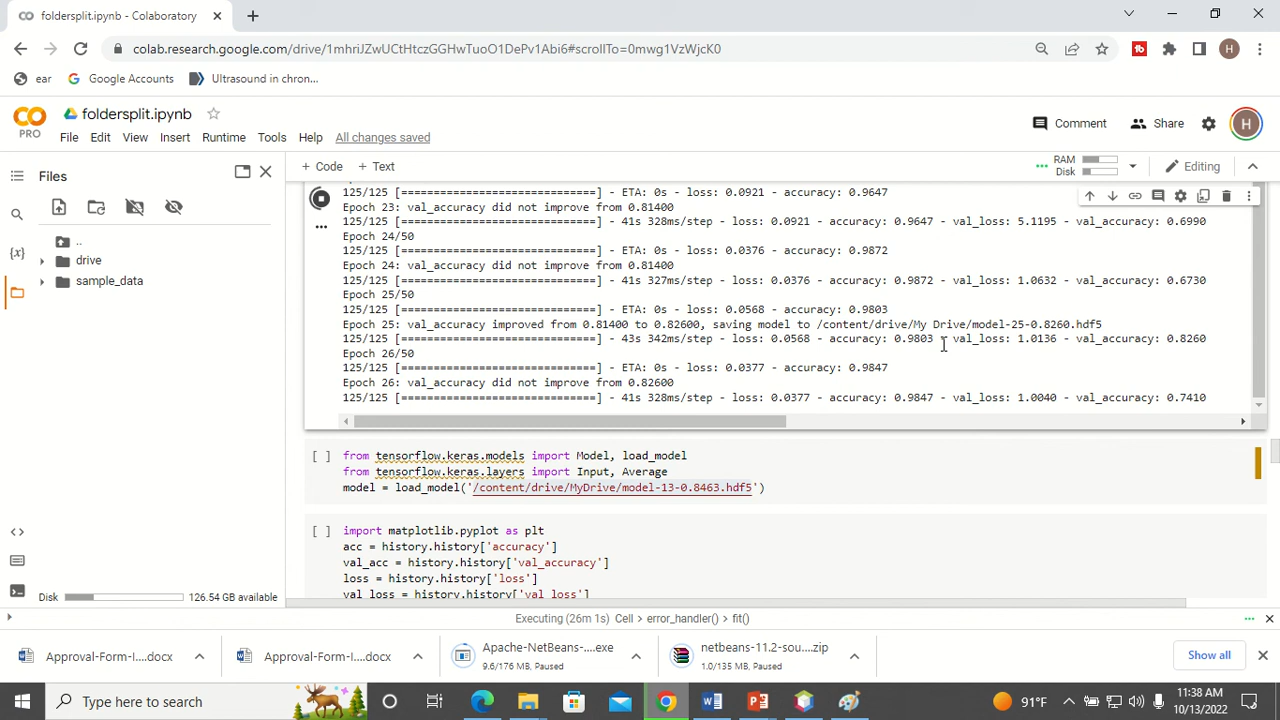 foldersplit.ipynb - Colaboratory
colab.research.google.com/drive/1mhriJZwUCtHtczGGHwTuoO1DePv1Abi6#scrollTo=0mwg1VzWjcK0
H
ear
Google Accounts
Ultrasound in chron...
CO
PRO
foldersplit.ipynb
File Edit View Insert Runtime Tools Help All changes saved
Comment
Share
H
+ Code + Text
RAM
Disk
Editing
Files
..
drive
sample_data
{x}
Disk 126.54 GB available
125/125 [==============================] - ETA: 0s - loss: 0.0921 - accuracy: 0.9647
Epoch 23: val_accuracy did not improve from 0.81400
125/125 [==============================] - 41s 328ms/step - loss: 0.0921 - accuracy: 0.9647 - val_loss: 5.1195 - val_accuracy: 0.6990
Epoch 24/50
125/125 [==============================] - ETA: 0s - loss: 0.0376 - accuracy: 0.9872
Epoch 24: val_accuracy did not improve from 0.81400
125/125 [==============================] - 41s 327ms/step - loss: 0.0376 - accuracy: 0.9872 - val_loss: 1.0632 - val_accuracy: 0.6730
Epoch 25/50
125/125 [==============================] - ETA: 0s - loss: 0.0568 - accuracy: 0.9803
Epoch 25: val_accuracy improved from 0.81400 to 0.82600, saving model to /content/drive/My Drive/model-25-0.8260.hdf5
125/125 [==============================] - 43s 342ms/step - loss: 0.0568 - accuracy: 0.9803 - val_loss: 1.0136 - val_accuracy: 0.8260
Epoch 26/50
125/125 [==============================] - ETA: 0s - loss: 0.0377 - accuracy: 0.9847
Epoch 26: val_accuracy did not improve from 0.82600
125/125 [==============================] - 41s 328ms/step - loss: 0.0377 - accuracy: 0.9847 - val_loss: 1.0040 - val_accuracy: 0.7410
[ ] from tensorflow.keras.models import Model, load_model
from tensorflow.keras.layers import Input, Average
model = load_model('/content/drive/MyDrive/model-13-0.8463.hdf5')
[ ] import matplotlib.pyplot as plt
acc = history.history['accuracy']
val_acc = history.history['val_accuracy']
loss = history.history['loss']
val_loss = history.history['val_loss']
Executing (26m 1s) Cell > error_handler() > fit()
Approval-Form-I....docx
Approval-Form-I....docx
Apache-NetBeans-....exe
9.6/176 MB, Paused
netbeans-11.2-sou....zip
1.0/135 MB, Paused
Show all
Type here to search
91°F
11:38 AM
10/13/2022